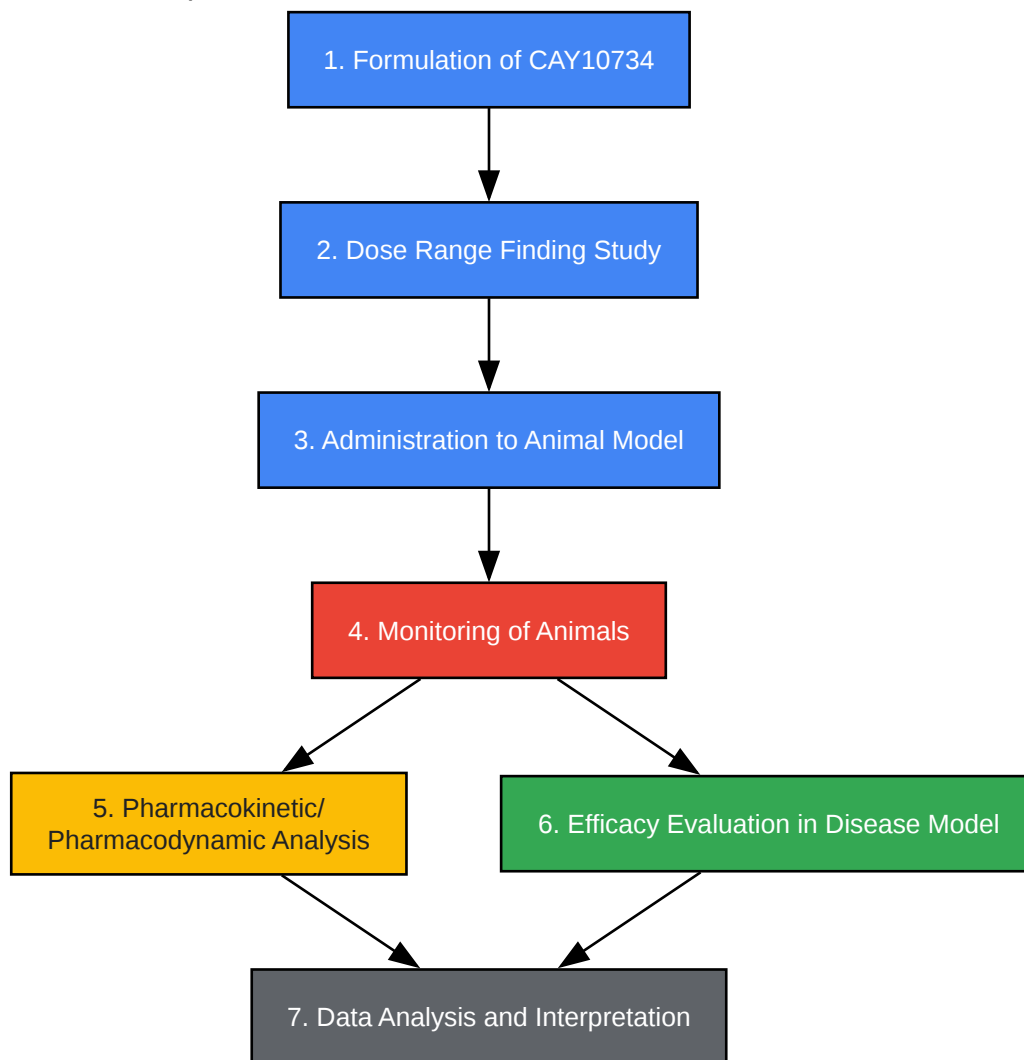 1. Formulation of CAY10734
2. Dose Range Finding Study
3. Administration to Animal Model
4. Monitoring of Animals
5. Pharmacokinetic/
Pharmacodynamic Analysis
6. Efficacy Evaluation in Disease Model
7. Data Analysis and Interpretation